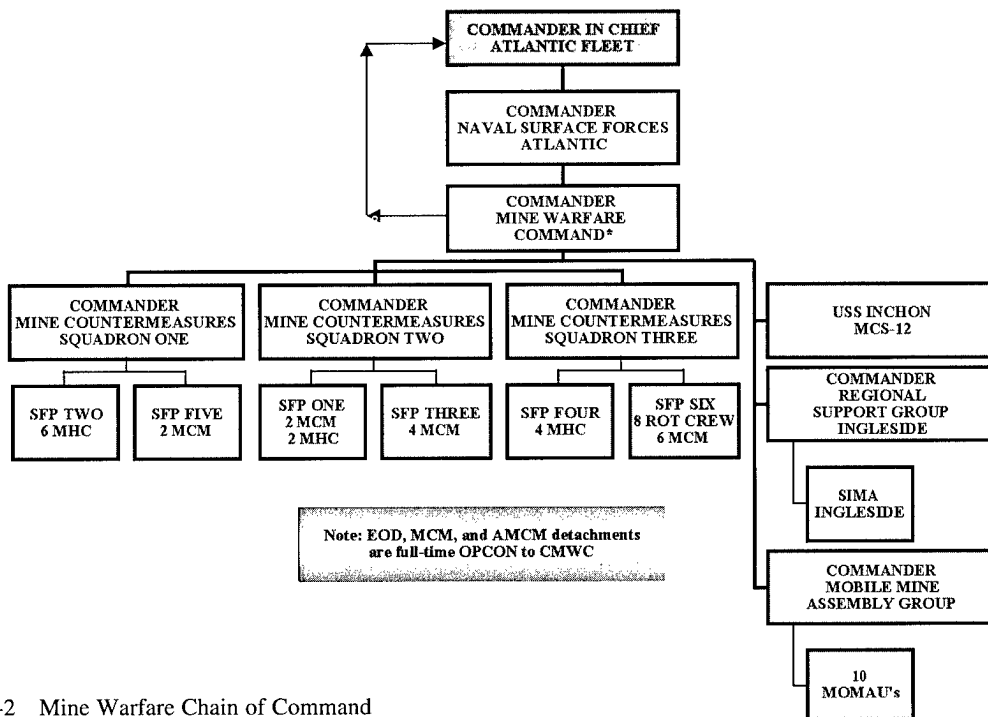 COMMANDER IN CHIEF
ATLANTIC FLEET
COMMANDER
NAVAL SURFACE FORCES
ATLANTIC
COMMANDER
MINE WARFARE
COMMAND*
COMMANDER
MINE COUNTERMEASURES
SQUADRON ONE
COMMANDER
MINE COUNTERMEASURES
SQUADRON TWO
COMMANDER
MINE COUNTERMEASURES
SQUADRON THREE
USS INCHON
MCS-12
SFP TWO
6 MHC
SFP FIVE
2 MCM
SFP ONE
2 MCM
2 MHC
SFP THREE
4 MCM
SFP FOUR
4 MHC
SFP SIX
8 ROT CREW
6 MCM
COMMANDER
REGIONAL
SUPPORT GROUP
INGLESIDE
SIMA
INGLESIDE
Note: EOD, MCM, and AMCM detachments
are full-time OPCON to CMWC
COMMANDER
MOBILE MINE
ASSEMBLY GROUP
10
MOMAU's
-2 Mine Warfare Chain of Command